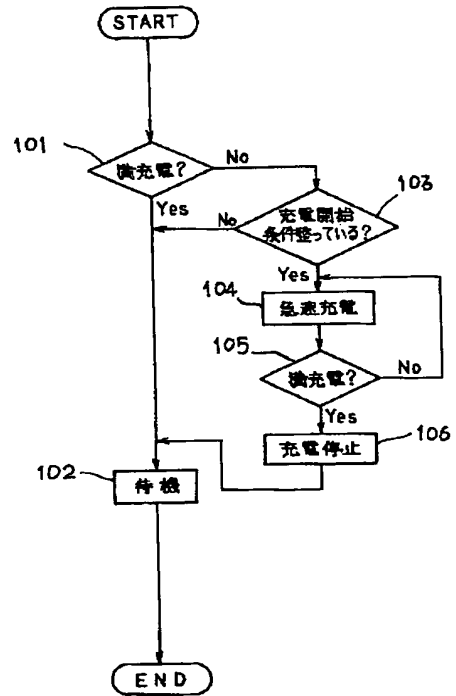 START
101
満充電?
No
103
Yes
No
充電開始
条件整っている?
Yes
104
急速充電
105
満充電?
No
Yes
106
充電停止
102
待機
END